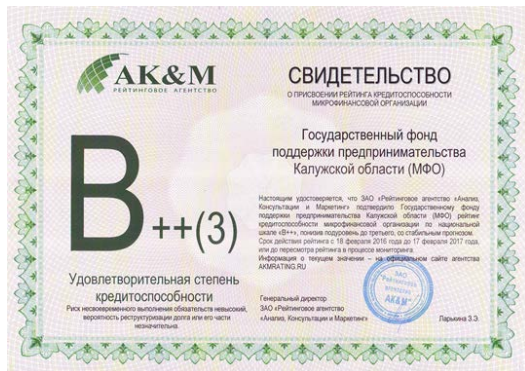 AK&M
РЕЙТИНГОВОЕ АГЕНТСТВО
СВИДЕТЕЛЬСТВО
О ПРИСВОЕНИИ РЕЙТИНГА КРЕДИТОСПОСОБНОСТИ
МИКРОФИНАНСОВОЙ ОРГАНИЗАЦИИ
Государственный фонд
поддержки предпринимательства
Калужской области (МФО)
B++(3)
Настоящим удостоверяется, что ЗАО «Рейтинговое агентство «Анализ,
Консультации и Маркетинг» подтвердило Государственному фонду
поддержки предпринимательства Калужской области (МФО) рейтинг
кредитоспособности микрофинансовой организации по национальной
шкале «B++», понизив подуровень до третьего, со стабильным прогнозом.
Срок действия рейтинга с 18 февраля 2016 года до 17 февраля 2017 года,
или до пересмотра рейтинга в процессе мониторинга.
Информация о текущем значении – на официальном сайте агентства
AKMRATING.RU
Удовлетворительная степень
кредитоспособности
Риск несвоевременного выполнения обязательств невысокий,
вероятность реструктуризации долга или его части
незначительна.
Генеральный директор
ЗАО «Рейтинговое агентство
«Анализ, Консультации и Маркетинг»
Ларькина З.Э.
ЗАО
Рейтинговое
агентство
АК&М